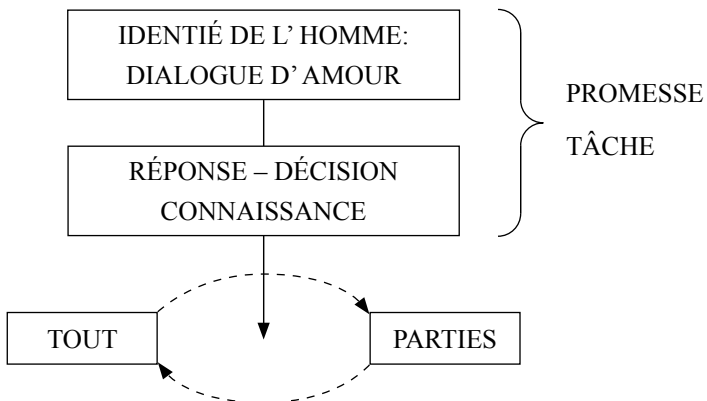 IDENTIÉ DE L’ HOMME:
DIALOGUE D’ AMOUR
PROMESSE
TÂCHE
RÉPONSE – DÉCISION
CONNAISSANCE
TOUT
PARTIES